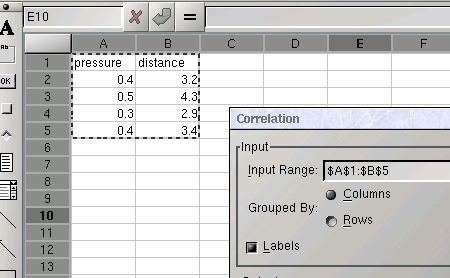 E10
A
Ab
OK
A B C D E F
1 pressure distance
2 0.4 3.2
3 0.5 4.3
4 0.3 2.9
5 0.4 3.4
6
7
8
9
10
11
12
13
Correlation
Input
Input Range: $A$1:$B$5
Grouped By:
Columns
Rows
Labels